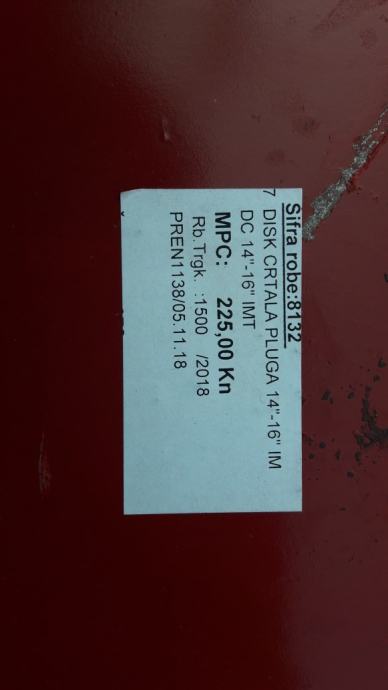 Sifra robe:8132
7 DISK CRTALA PLUGA 14"-16" IM
DC 14"-16" IMT
MPC: 225,00 Kn
Rb.Trgk. :1500 /2018
PREN1138/05.11.18